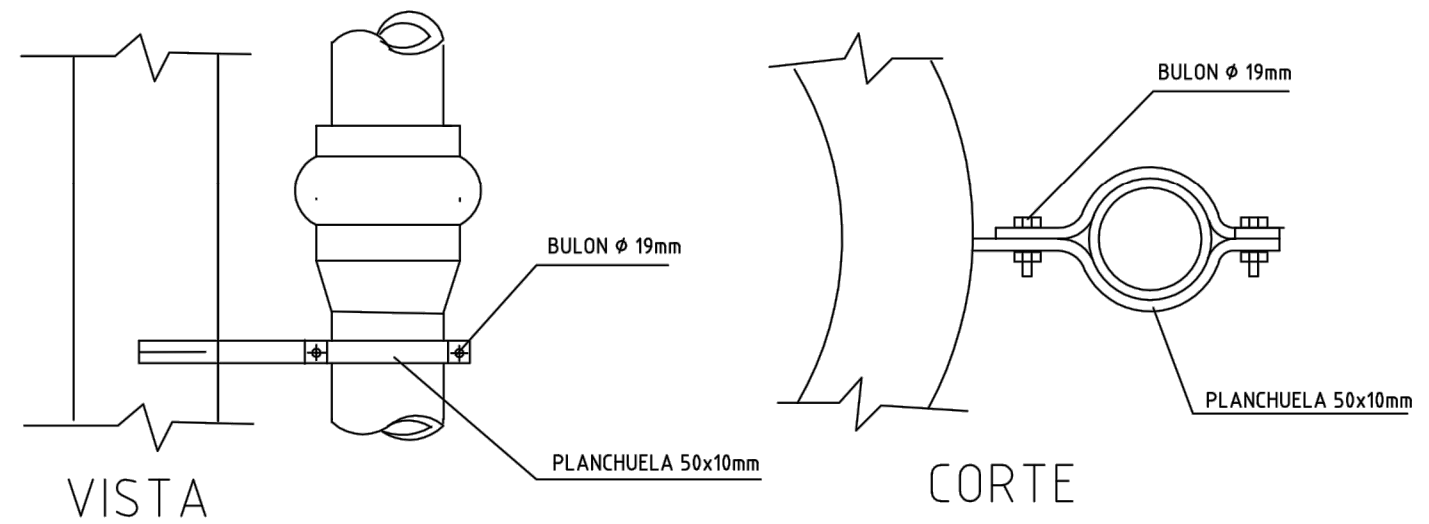 BULON ϕ 19mm
PLANCHUELA 50x10mm
VISTA
BULON ϕ 19mm
PLANCHUELA 50x10mm
CORTE